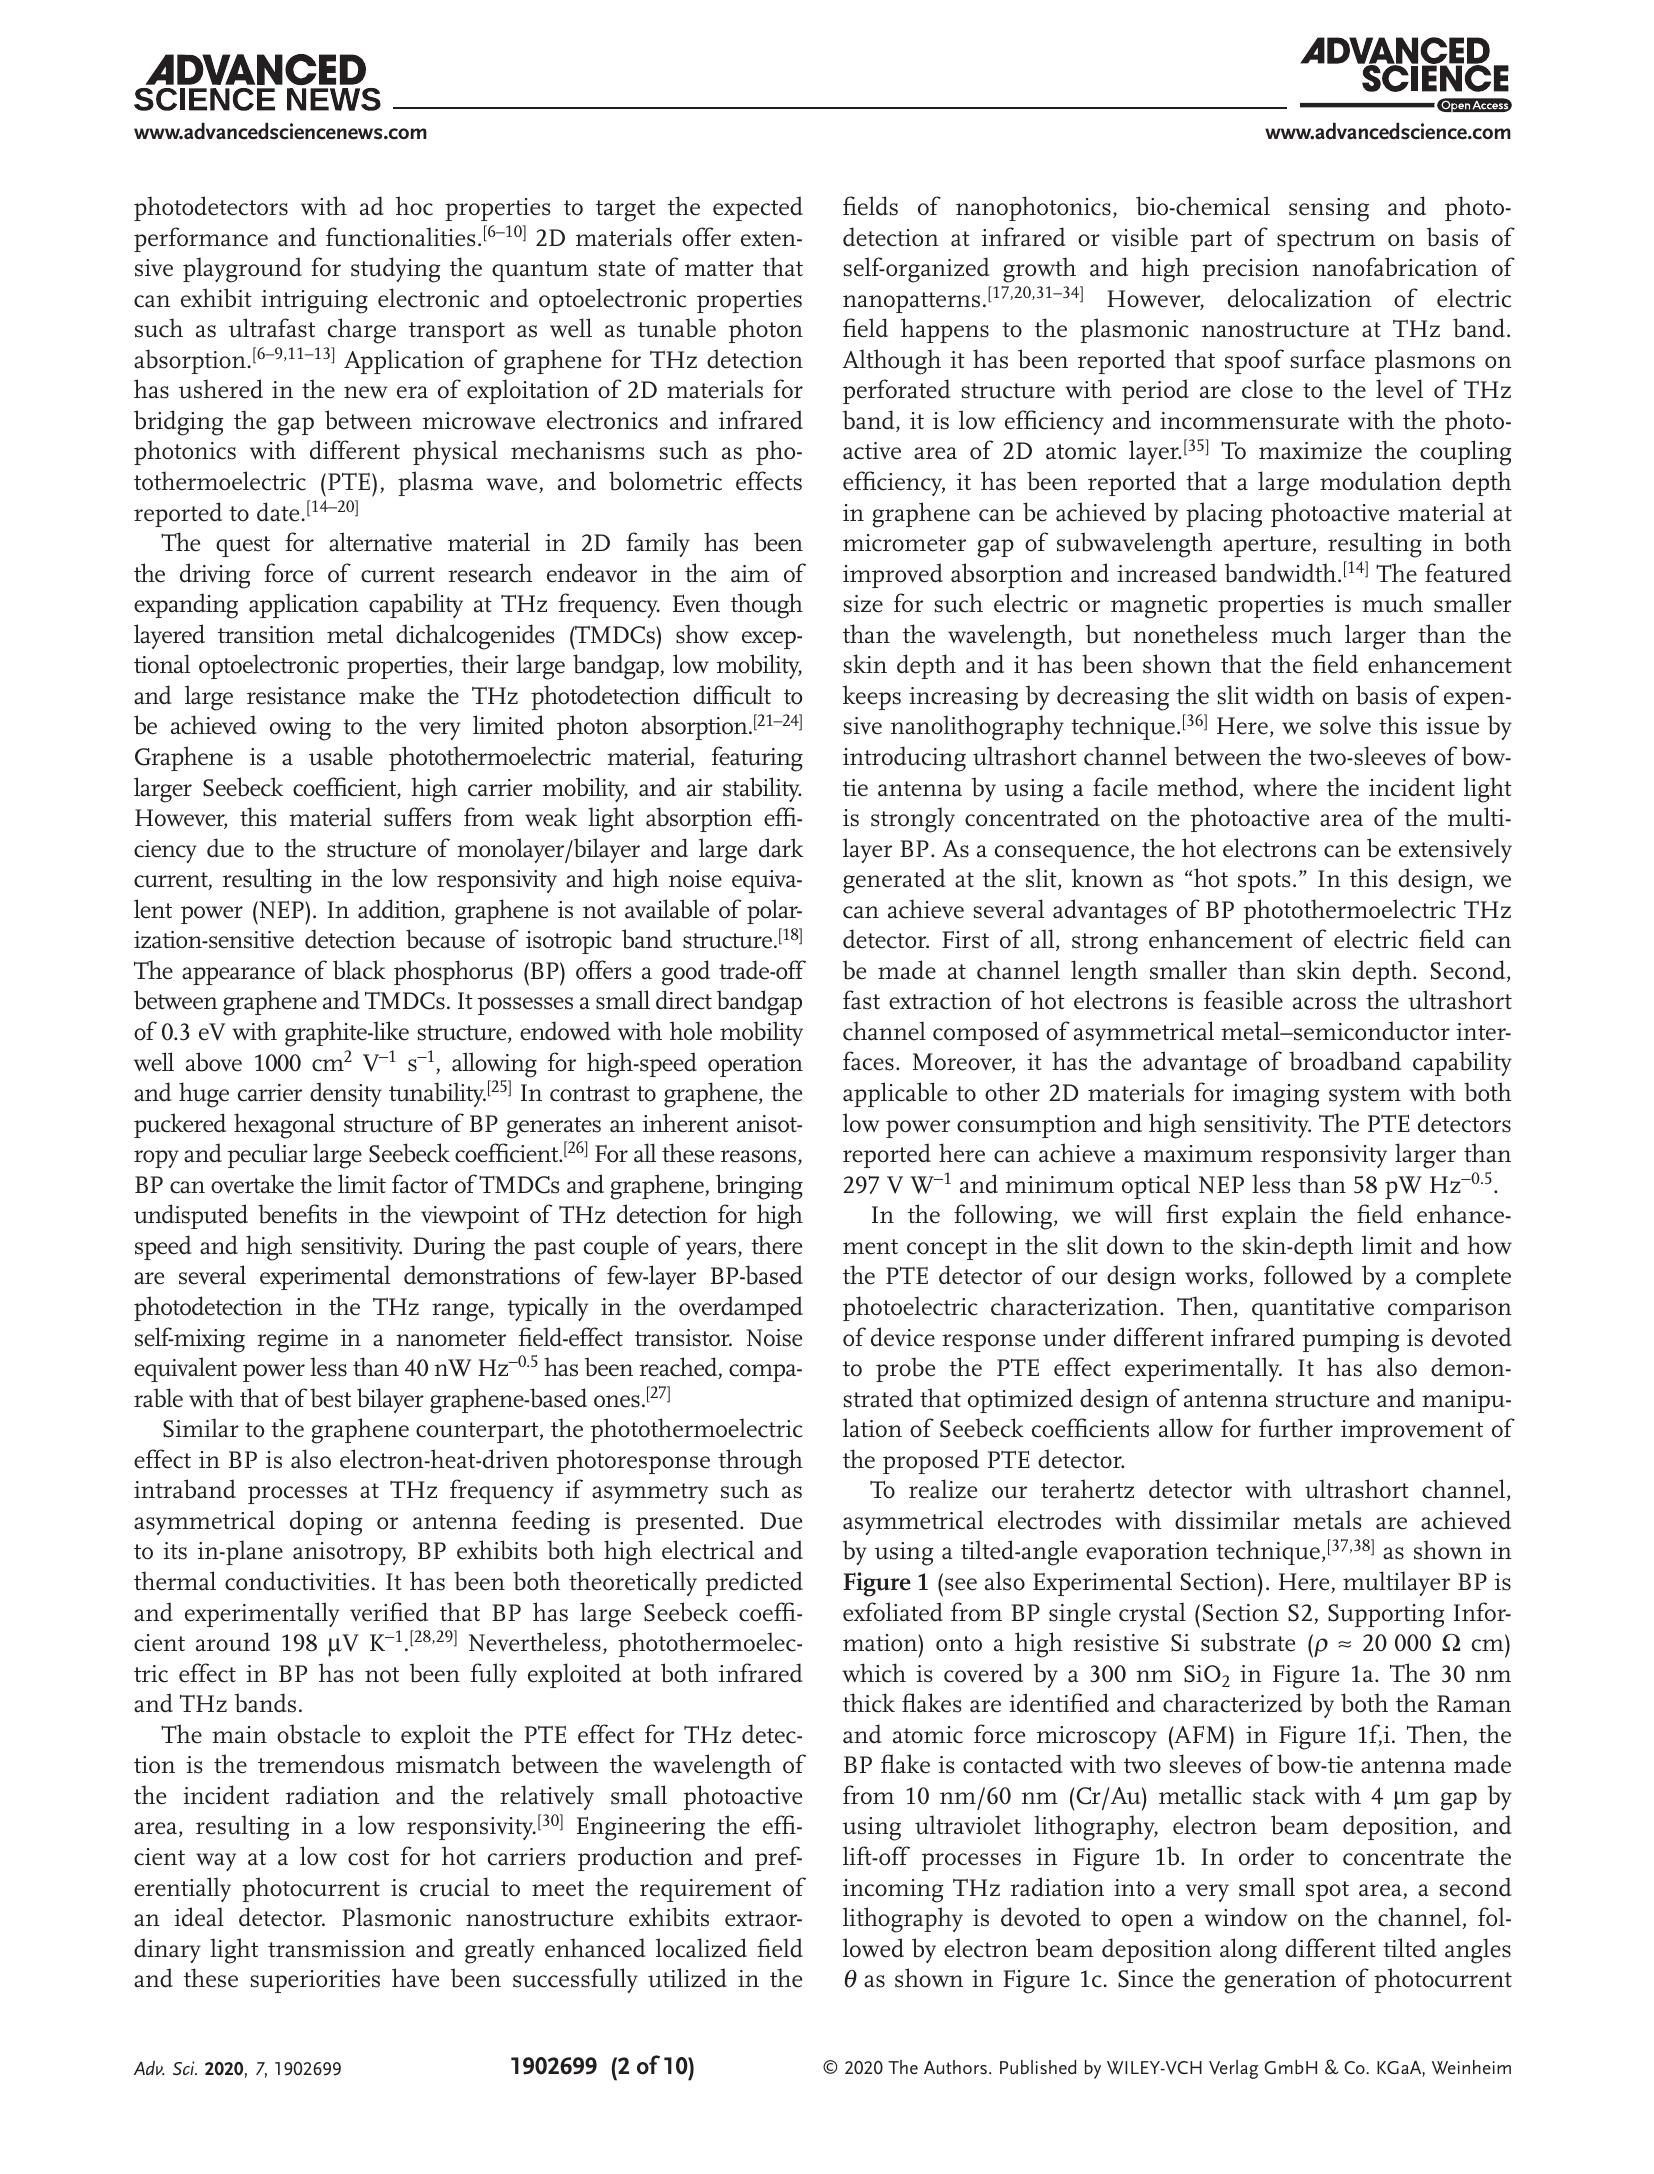 ADVANCED
SCIENCE NEWS
www.advancedsciencenews.com
ADVANCED
SCIENCE
Open Access
www.advancedscience.com
photodetectors with ad hoc properties to target the expected
performance and functionalities.[6–10] 2D materials offer exten-
sive playground for studying the quantum state of matter that
can exhibit intriguing electronic and optoelectronic properties
such as ultrafast charge transport as well as tunable photon
absorption.[6–9,11–13] Application of graphene for THz detection
has ushered in the new era of exploitation of 2D materials for
bridging the gap between microwave electronics and infrared
photonics with different physical mechanisms such as pho-
tothermoelectric (PTE), plasma wave, and bolometric effects
reported to date.[14–20]
The quest for alternative material in 2D family has been
the driving force of current research endeavor in the aim of
expanding application capability at THz frequency. Even though
layered transition metal dichalcogenides (TMDCs) show excep-
tional optoelectronic properties, their large bandgap, low mobility,
and large resistance make the THz photodetection difficult to
be achieved owing to the very limited photon absorption.[21–24]
Graphene is a usable photothermoelectric material, featuring
larger Seebeck coefficient, high carrier mobility, and air stability.
However, this material suffers from weak light absorption effi-
ciency due to the structure of monolayer/bilayer and large dark
current, resulting in the low responsivity and high noise equiva-
lent power (NEP). In addition, graphene is not available of polar-
ization-sensitive detection because of isotropic band structure.[18]
The appearance of black phosphorus (BP) offers a good trade-off
between graphene and TMDCs. It possesses a small direct bandgap
of 0.3 eV with graphite-like structure, endowed with hole mobility
well above 1000 cm² V⁻¹ s⁻¹, allowing for high-speed operation
and huge carrier density tunability.[25] In contrast to graphene, the
puckered hexagonal structure of BP generates an inherent anisot-
ropy and peculiar large Seebeck coefficient.[26] For all these reasons,
BP can overtake the limit factor of TMDCs and graphene, bringing
undisputed benefits in the viewpoint of THz detection for high
speed and high sensitivity. During the past couple of years, there
are several experimental demonstrations of few-layer BP-based
photodetection in the THz range, typically in the overdamped
self-mixing regime in a nanometer field-effect transistor. Noise
equivalent power less than 40 nW Hz⁻⁰·⁵ has been reached, compa-
rable with that of best bilayer graphene-based ones.[27]
Similar to the graphene counterpart, the photothermoelectric
effect in BP is also electron-heat-driven photoresponse through
intraband processes at THz frequency if asymmetry such as
asymmetrical doping or antenna feeding is presented. Due
to its in-plane anisotropy, BP exhibits both high electrical and
thermal conductivities. It has been both theoretically predicted
and experimentally verified that BP has large Seebeck coeffi-
cient around 198 µV K⁻¹.[28,29] Nevertheless, photothermoelec-
tric effect in BP has not been fully exploited at both infrared
and THz bands.
The main obstacle to exploit the PTE effect for THz detec-
tion is the tremendous mismatch between the wavelength of
the incident radiation and the relatively small photoactive
area, resulting in a low responsivity.[30] Engineering the effi-
cient way at a low cost for hot carriers production and pref-
erentially photocurrent is crucial to meet the requirement of
an ideal detector. Plasmonic nanostructure exhibits extraor-
dinary light transmission and greatly enhanced localized field
and these superiorities have been successfully utilized in the
fields of nanophotonics, bio-chemical sensing and photo-
detection at infrared or visible part of spectrum on basis of
self-organized growth and high precision nanofabrication of
nanopatterns.[17,20,31–34] However, delocalization of electric
field happens to the plasmonic nanostructure at THz band.
Although it has been reported that spoof surface plasmons on
perforated structure with period are close to the level of THz
band, it is low efficiency and incommensurate with the photo-
active area of 2D atomic layer.[35] To maximize the coupling
efficiency, it has been reported that a large modulation depth
in graphene can be achieved by placing photoactive material at
micrometer gap of subwavelength aperture, resulting in both
improved absorption and increased bandwidth.[14] The featured
size for such electric or magnetic properties is much smaller
than the wavelength, but nonetheless much larger than the
skin depth and it has been shown that the field enhancement
keeps increasing by decreasing the slit width on basis of expen-
sive nanolithography technique.[36] Here, we solve this issue by
introducing ultrashort channel between the two-sleeves of bow-
tie antenna by using a facile method, where the incident light
is strongly concentrated on the photoactive area of the multi-
layer BP. As a consequence, the hot electrons can be extensively
generated at the slit, known as “hot spots.” In this design, we
can achieve several advantages of BP photothermoelectric THz
detector. First of all, strong enhancement of electric field can
be made at channel length smaller than skin depth. Second,
fast extraction of hot electrons is feasible across the ultrashort
channel composed of asymmetrical metal–semiconductor inter-
faces. Moreover, it has the advantage of broadband capability
applicable to other 2D materials for imaging system with both
low power consumption and high sensitivity. The PTE detectors
reported here can achieve a maximum responsivity larger than
297 V W⁻¹ and minimum optical NEP less than 58 pW Hz⁻⁰·⁵.
In the following, we will first explain the field enhance-
ment concept in the slit down to the skin-depth limit and how
the PTE detector of our design works, followed by a complete
photoelectric characterization. Then, quantitative comparison
of device response under different infrared pumping is devoted
to probe the PTE effect experimentally. It has also demon-
strated that optimized design of antenna structure and manipu-
lation of Seebeck coefficients allow for further improvement of
the proposed PTE detector.
To realize our terahertz detector with ultrashort channel,
asymmetrical electrodes with dissimilar metals are achieved
by using a tilted-angle evaporation technique,[37,38] as shown in
Figure 1 (see also Experimental Section). Here, multilayer BP is
exfoliated from BP single crystal (Section S2, Supporting Infor-
mation) onto a high resistive Si substrate (ρ ≈ 20 000 Ω cm)
which is covered by a 300 nm SiO₂ in Figure 1a. The 30 nm
thick flakes are identified and characterized by both the Raman
and atomic force microscopy (AFM) in Figure 1f,i. Then, the
BP flake is contacted with two sleeves of bow-tie antenna made
from 10 nm/60 nm (Cr/Au) metallic stack with 4 µm gap by
using ultraviolet lithography, electron beam deposition, and
lift-off processes in Figure 1b. In order to concentrate the
incoming THz radiation into a very small spot area, a second
lithography is devoted to open a window on the channel, fol-
lowed by electron beam deposition along different tilted angles
θ as shown in Figure 1c. Since the generation of photocurrent
Adv. Sci. 2020, 7, 1902699
1902699 (2 of 10)
© 2020 The Authors. Published by WILEY-VCH Verlag GmbH & Co. KGaA, Weinheim